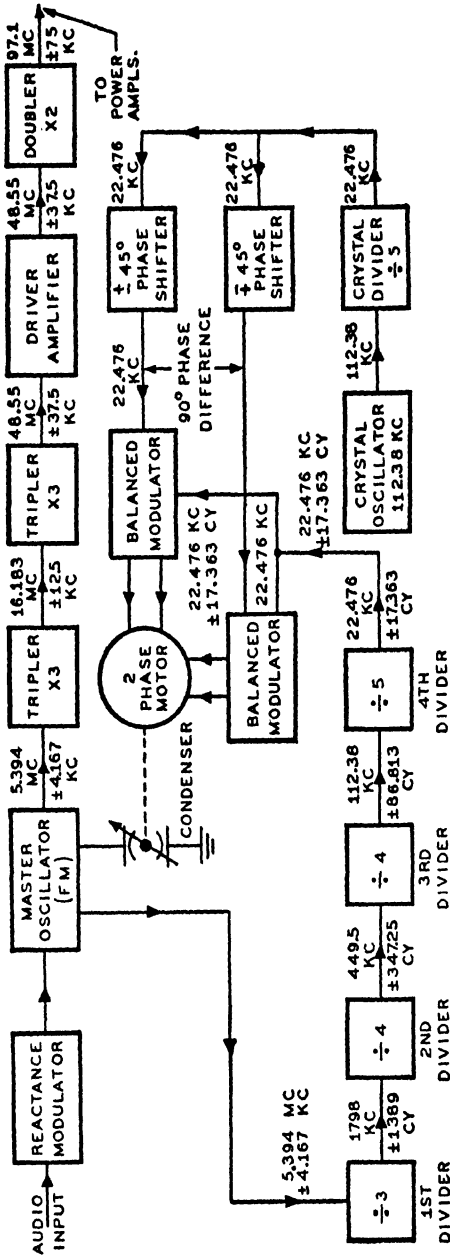 AUDIO
INPUT
REACTANCE
MODULATOR
MASTER
OSCILLATOR
(FM)
5.394
MC
±4.167
KC
TRIPLER
X3
16.183
MC
±125
KC
TRIPLER
X3
48.55
MC
±37.5
KC
DRIVER
AMPLIFIER
48.55
MC
±37.5
KC
DOUBLER
X2
97.1
MC
±75
KC
TO
POWER
AMPLS.
CONDENSER
2
PHASE
MOTOR
BALANCED
MODULATOR
22.476
KC
± 45°
PHASE
SHIFTER
22.476
KC
90° PHASE
DIFFERENCE
22.476 KC
±17.363 CY
BALANCED
MODULATOR
22.476 KC
∓ 45°
PHASE
SHIFTER
22.476
KC
22.476 KC
±17.363 CY
CRYSTAL
OSCILLATOR
112.38 KC
112.38
KC
CRYSTAL
DIVIDER
÷ 5
22.476
KC
5.394 MC
± 4.167 KC
÷3
1ST
DIVIDER
1798
KC
±1389
CY
÷ 4
2ND
DIVIDER
449.5
KC
±347.25
CY
÷ 4
3RD
DIVIDER
112.38
KC
±86.813
CY
÷5
4TH
DIVIDER
22.476
KC
±17.363
CY